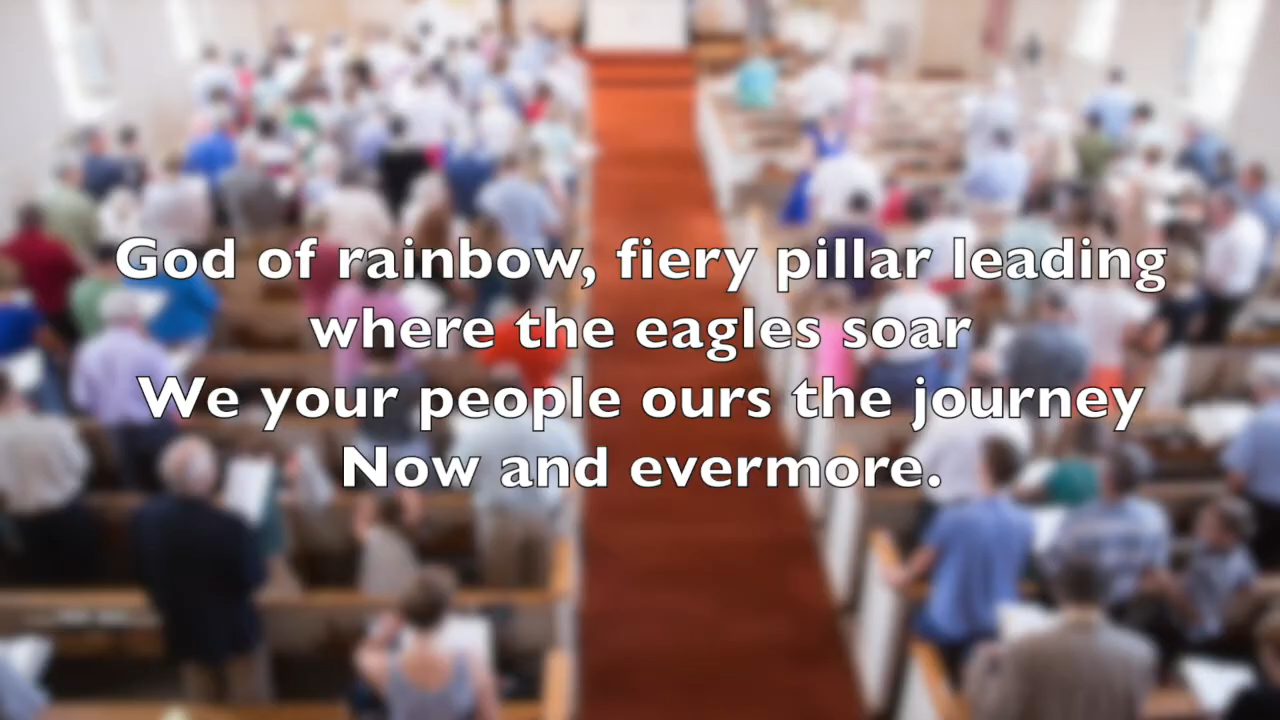 God of rainbow, fiery pillar leading
where the eagles soar
We your people ours the journey
Now and evermore.